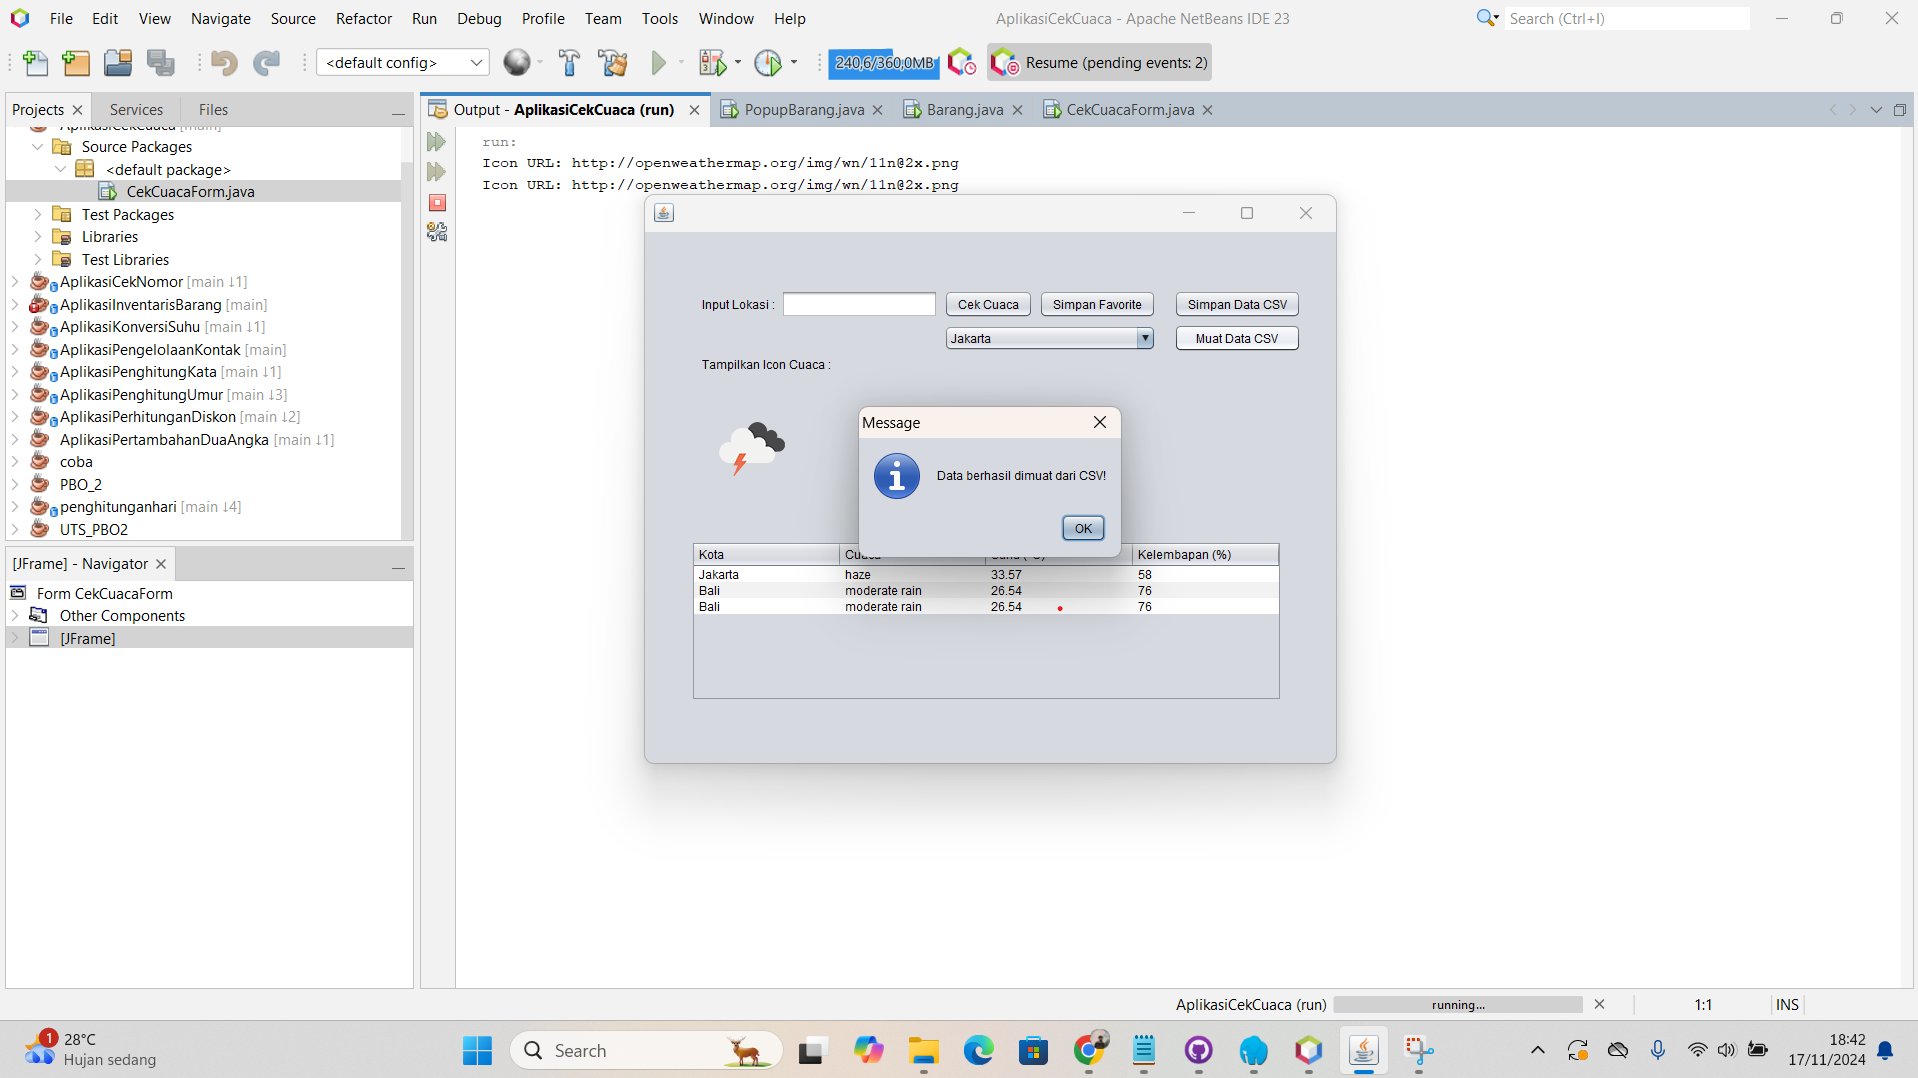 File Edit View Navigate Source Refactor Run Debug Profile Team Tools Window Help
AplikasiCekCuaca - Apache NetBeans IDE 23
Search (Ctrl+I)
<default config>
240,6/360,0MB
Resume (pending events: 2)
Projects Services Files
AplikasiCekCuaca [main]
Source Packages
<default package>
CekCuacaForm.java
Test Packages
Libraries
Test Libraries
AplikasiCekNomor [main ↓1]
AplikasiInventarisBarang [main]
AplikasiKonversiSuhu [main ↓1]
AplikasiPengelolaanKontak [main]
AplikasiPenghitungKata [main ↓1]
AplikasiPenghitungUmur [main ↓3]
AplikasiPerhitunganDiskon [main ↓2]
AplikasiPertambahanDuaAngka [main ↓1]
coba
PBO_2
penghitunganhari [main ↓4]
UTS_PBO2
[JFrame] - Navigator
Form CekCuacaForm
Other Components
[JFrame]
Output - AplikasiCekCuaca (run) PopupBarang.java Barang.java CekCuacaForm.java
run:
Icon URL: http://openweathermap.org/img/wn/11n@2x.png
Icon URL: http://openweathermap.org/img/wn/11n@2x.png
Input Lokasi : Cek Cuaca Simpan Favorite Simpan Data CSV
Jakarta Muat Data CSV
Tampilkan Icon Cuaca :
Message
Data berhasil dimuat dari CSV!
OK
Kota Cuaca Kelembapan (%)
Jakarta haze 33.57 58
Bali moderate rain 26.54 76
Bali moderate rain 26.54 76
AplikasiCekCuaca (run) running... 1:1 INS
1
28°C
Hujan sedang
Search
18:42
17/11/2024